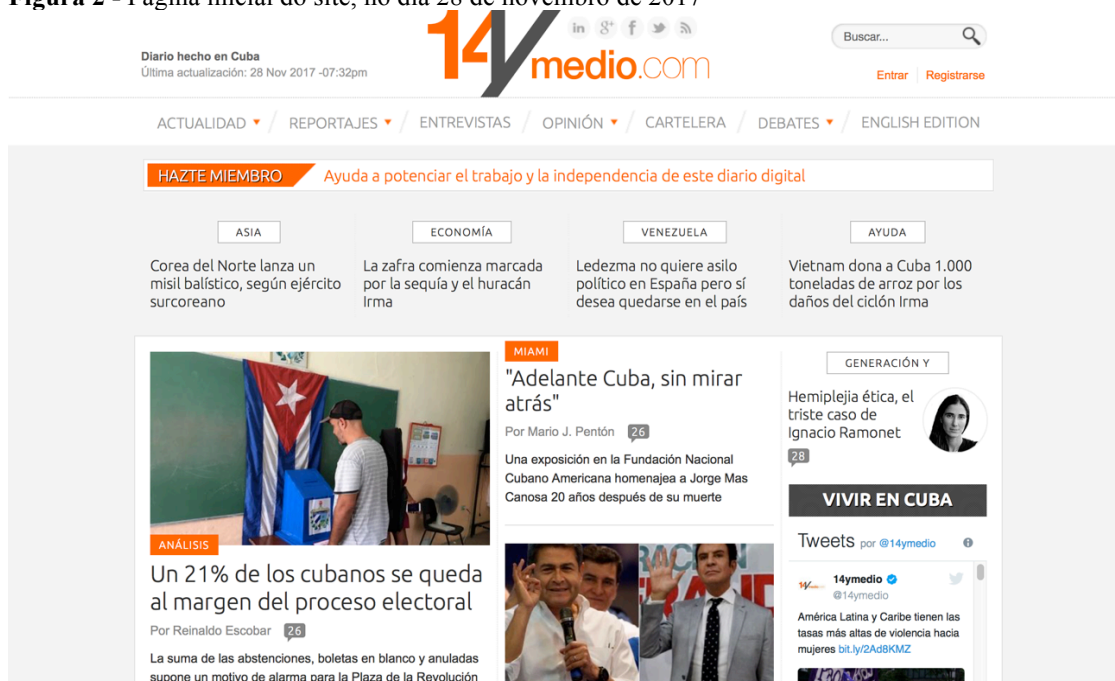 Figura 2 - Página inicial do site, no dia 28 de novembro de 2017
Diario hecho en Cuba
Última actualización: 28 Nov 2017 -07:32pm
14ymedio.com
in g+ f
Buscar...
Entrar Registrarse
ACTUALIDAD / REPORTAJES / ENTREVISTAS / OPINIÓN / CARTELERA / DEBATES / ENGLISH EDITION
HAZTE MIEMBRO Ayuda a potenciar el trabajo y la independencia de este diario digital
ASIA
Corea del Norte lanza un
misil balístico, según ejército
surcoreano
ECONOMÍA
La zafra comienza marcada
por la sequía y el huracán
Irma
VENEZUELA
Ledezma no quiere asilo
político en España pero sí
desea quedarse en el país
AYUDA
Vietnam dona a Cuba 1.000
toneladas de arroz por los
daños del ciclón Irma
ANÁLISIS
Un 21% de los cubanos se queda
al margen del proceso electoral
Por Reinaldo Escobar 26
La suma de las abstenciones, boletas en blanco y anuladas
supone un motivo de alarma para la Plaza de la Revolución
MIAMI
"Adelante Cuba, sin mirar
atrás"
Por Mario J. Pentón 26
Una exposición en la Fundación Nacional
Cubano Americana homenajea a Jorge Mas
Canosa 20 años después de su muerte
GENERACIÓN Y
Hemiplejia ética, el
triste caso de
Ignacio Ramonet
28
VIVIR EN CUBA
Tweets por @14ymedio
14ymedio
@14ymedio
América Latina y Caribe tienen las
tasas más altas de violencia hacia
mujeres bit.ly/2Ad8KMZ